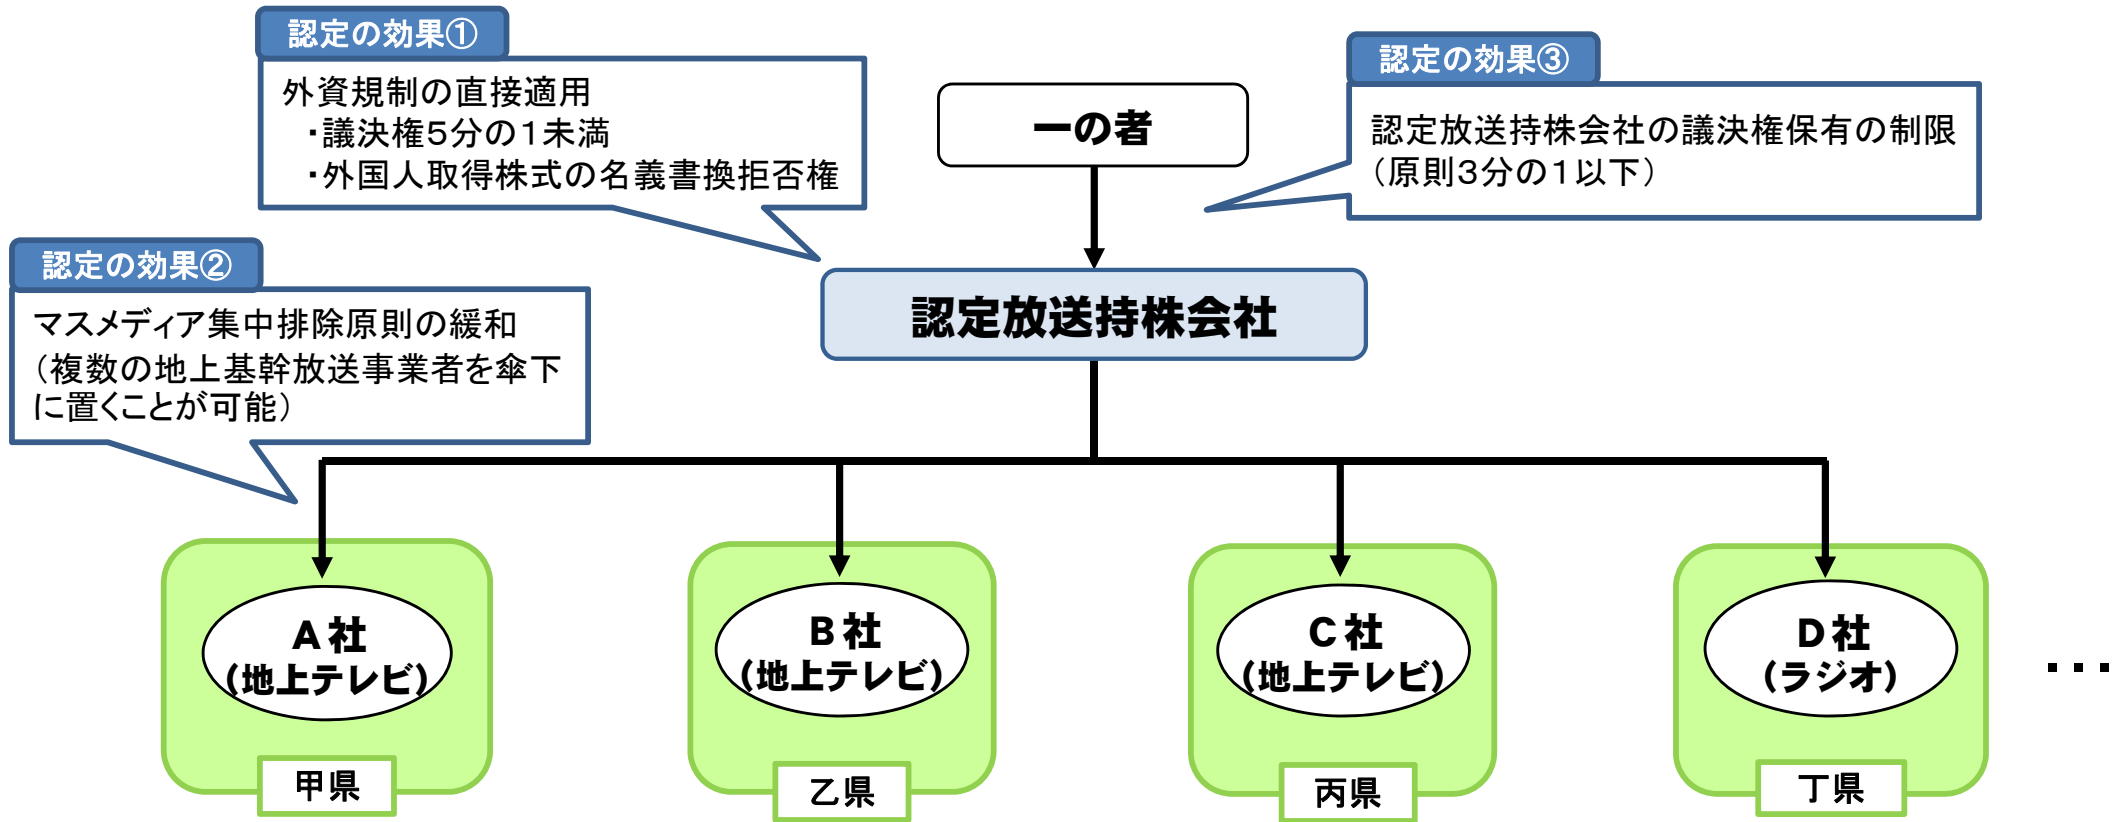 認定の効果①
外資規制の直接適用
・議決権5分の1未満
・外国人取得株式の名義書換拒否権
認定の効果③
認定放送持株会社の議決権保有の制限
（原則3分の1以下）
一の者
認定放送持株会社
認定の効果②
マスメディア集中排除原則の緩和
（複数の地上基幹放送事業者を傘下
に置くことが可能）
A社
(地上テレビ)
甲県
B社
(地上テレビ)
乙県
C社
(地上テレビ)
丙県
D社
(ラジオ)
丁県
…